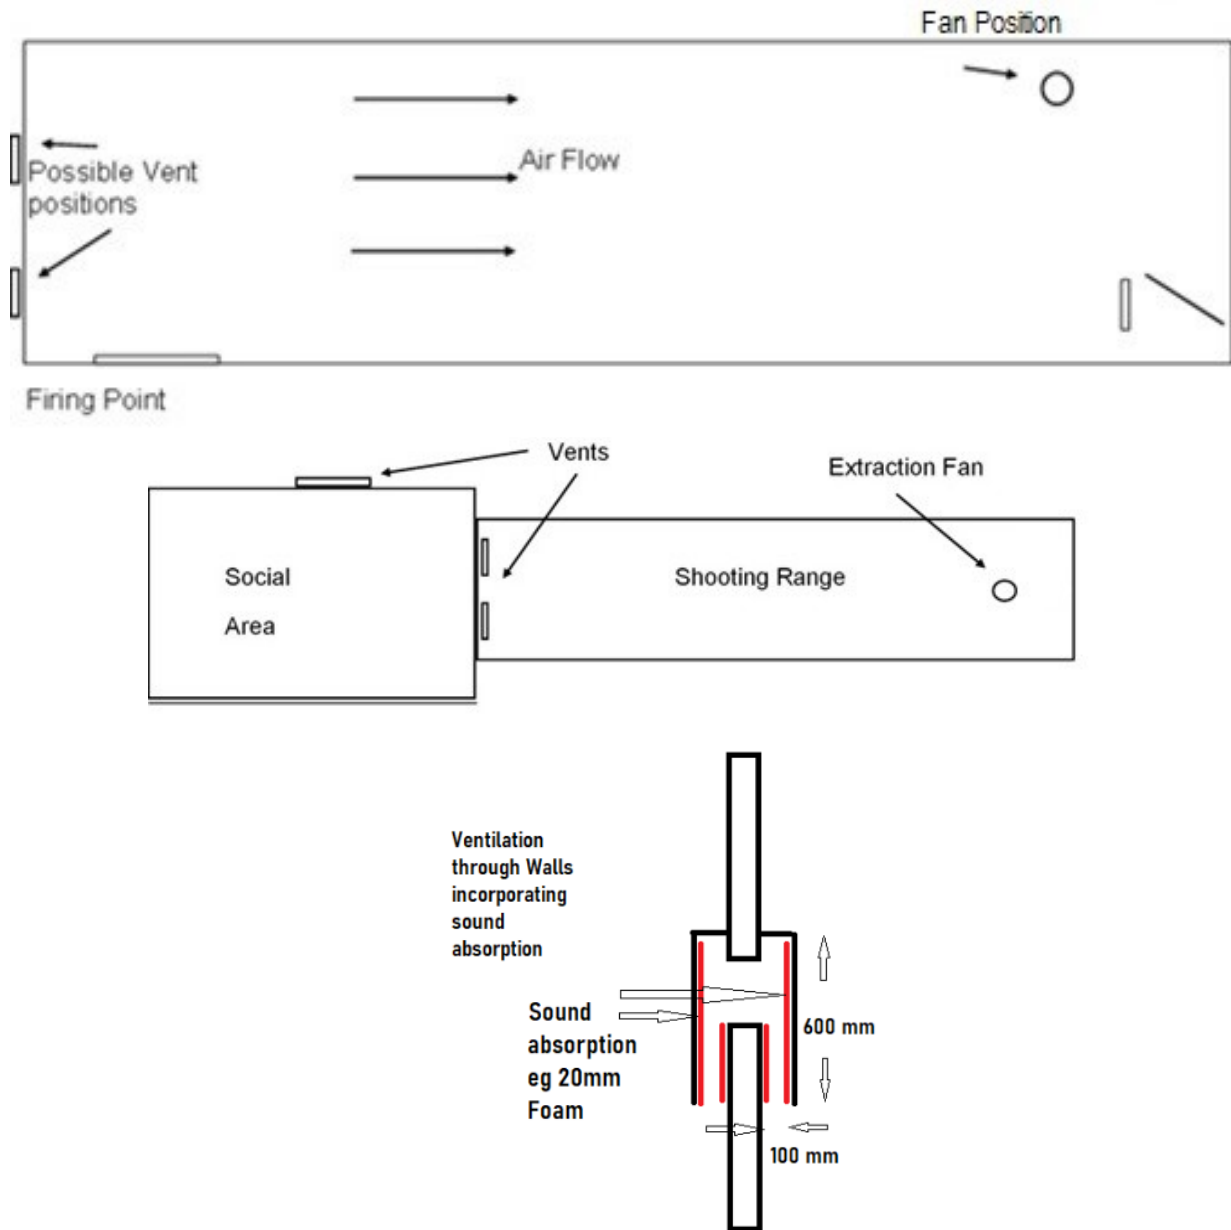 Fan Position
Possible Vent
positions
Air Flow
Firing Point
Vents
Extraction Fan
Social
Area
Shooting Range
Ventilation
through Walls
incorporating
sound
absorption
Sound
absorption
eg 20mm
Foam
600 mm
100 mm